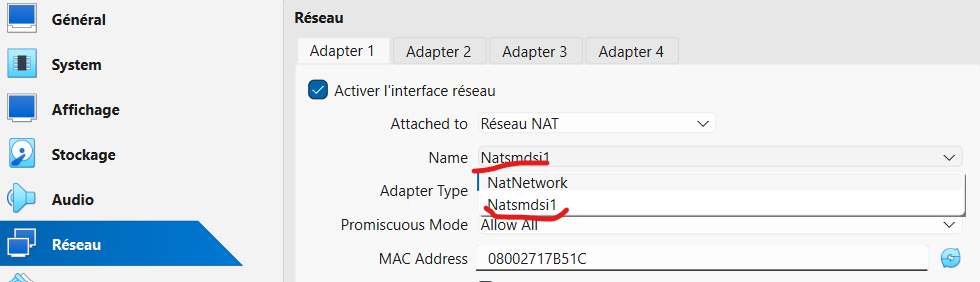 Général
System
Affichage
Stockage
Audio
Réseau
Réseau
Adapter 1
Adapter 2
Adapter 3
Adapter 4
Activer l'interface réseau
Attached to
Réseau NAT
Name
Natsmdsi1
Adapter Type
NatNetwork
Natsmdsi1
Promiscuous Mode
Allow All
MAC Address
08002717B51C